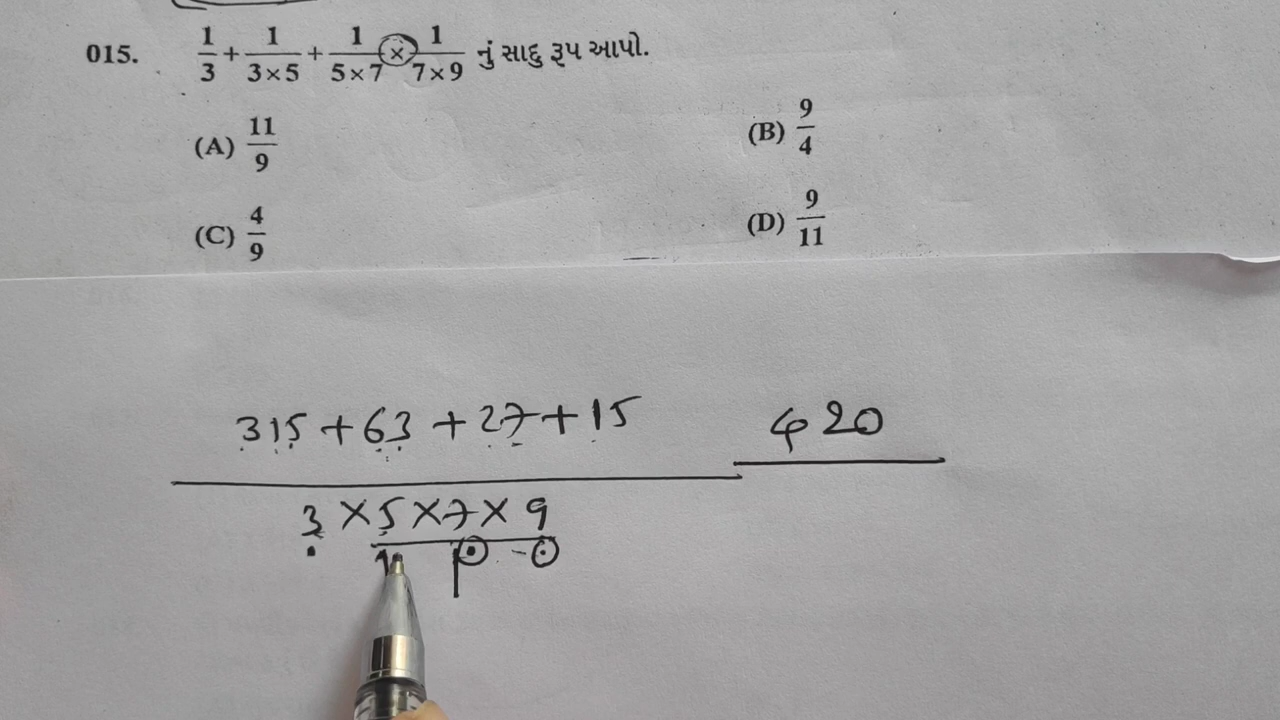 015. 1/3 + 1/3×5 + 1/5×7 × 1/7×9 નું સાદુ રૂપ આપો.
(A) 11/9 (B) 9/4
(C) 4/9 (D) 9/11
315 + 63 + 27 + 15 420
3 × 5 × 7 × 9